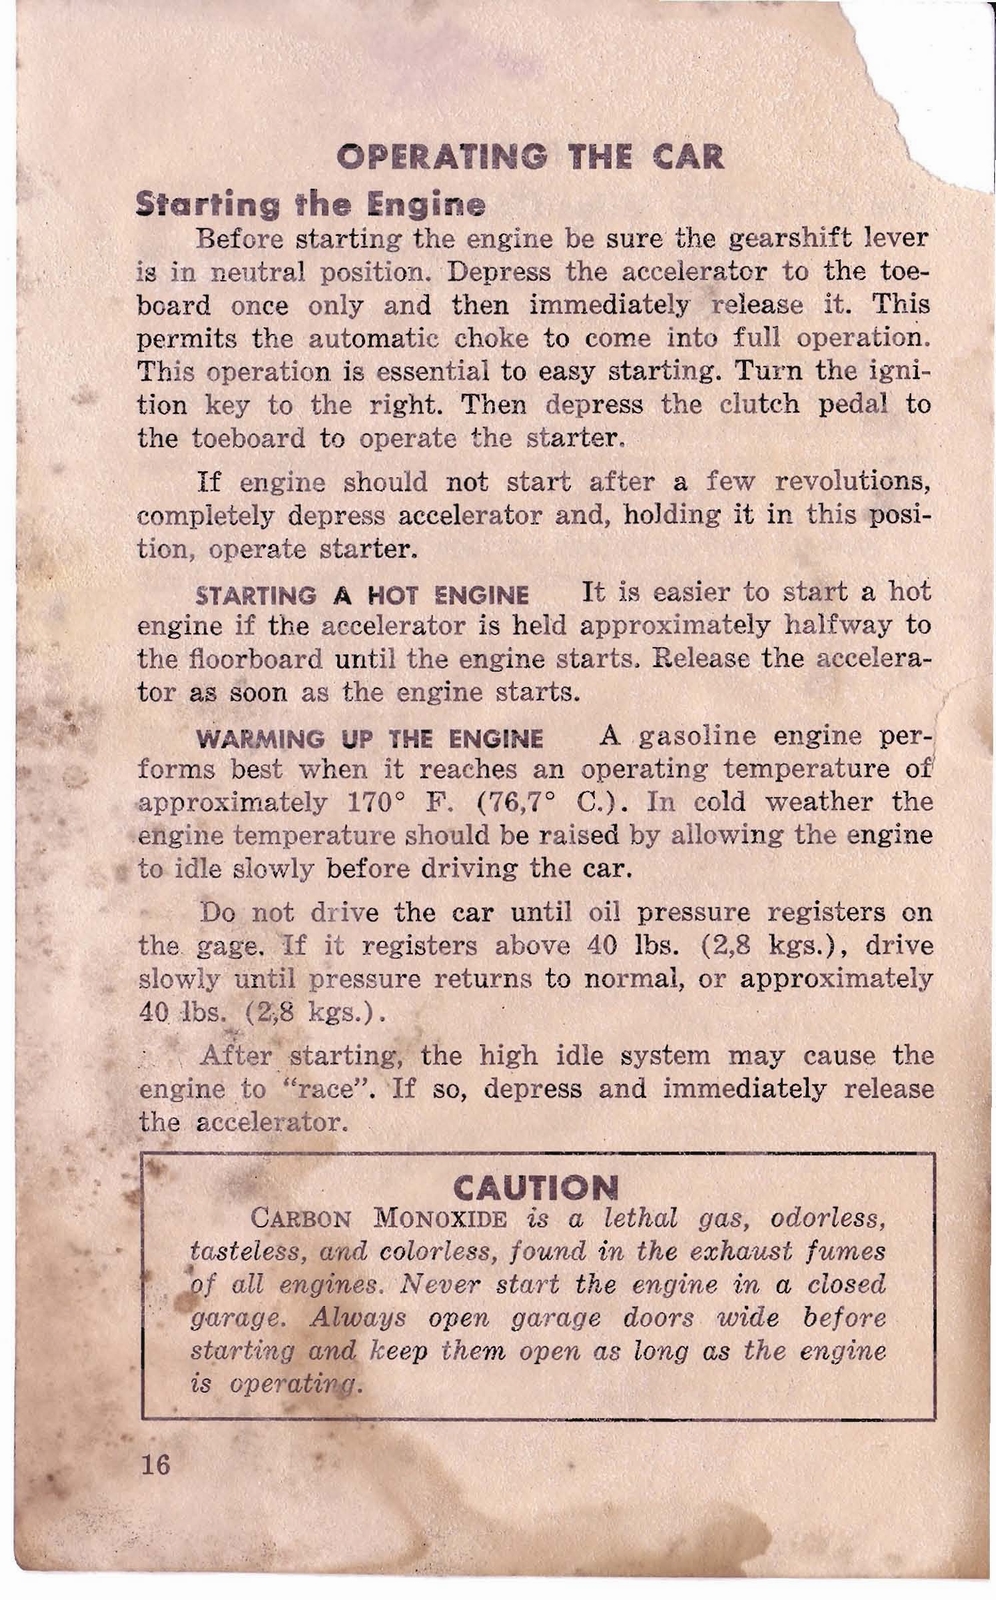 OPERATING THE CAR
Starting the Engine
Before starting the engine be sure the gearshift lever
is in neutral position. Depress the accelerator to the toe-
board once only and then immediately release it. This
permits the automatic choke to come into full operation.
This operation is essential to easy starting. Turn the igni-
tion key to the right. Then depress the clutch pedal to
the toeboard to operate the starter.
If engine should not start after a few revolutions,
completely depress accelerator and, holding it in this posi-
tion, operate starter.
STARTING A HOT ENGINE It is easier to start a hot
engine if the accelerator is held approximately halfway to
the floorboard until the engine starts. Release the accelera-
tor as soon as the engine starts.
WARMING UP THE ENGINE A gasoline engine per-
forms best when it reaches an operating temperature of
approximately 170° F. (76,7° C.). In cold weather the
engine temperature should be raised by allowing the engine
to idle slowly before driving the car.
Do not drive the car until oil pressure registers on
the gage. If it registers above 40 lbs. (2,8 kgs.), drive
slowly until pressure returns to normal, or approximately
40 lbs. (2,8 kgs.).
After starting, the high idle system may cause the
engine to “race”. If so, depress and immediately release
the accelerator.
CAUTION
CARBON MONOXIDE is a lethal gas, odorless,
tasteless, and colorless, found in the exhaust fumes
of all engines. Never start the engine in a closed
garage. Always open garage doors wide before
starting and keep them open as long as the engine
is operating.
16